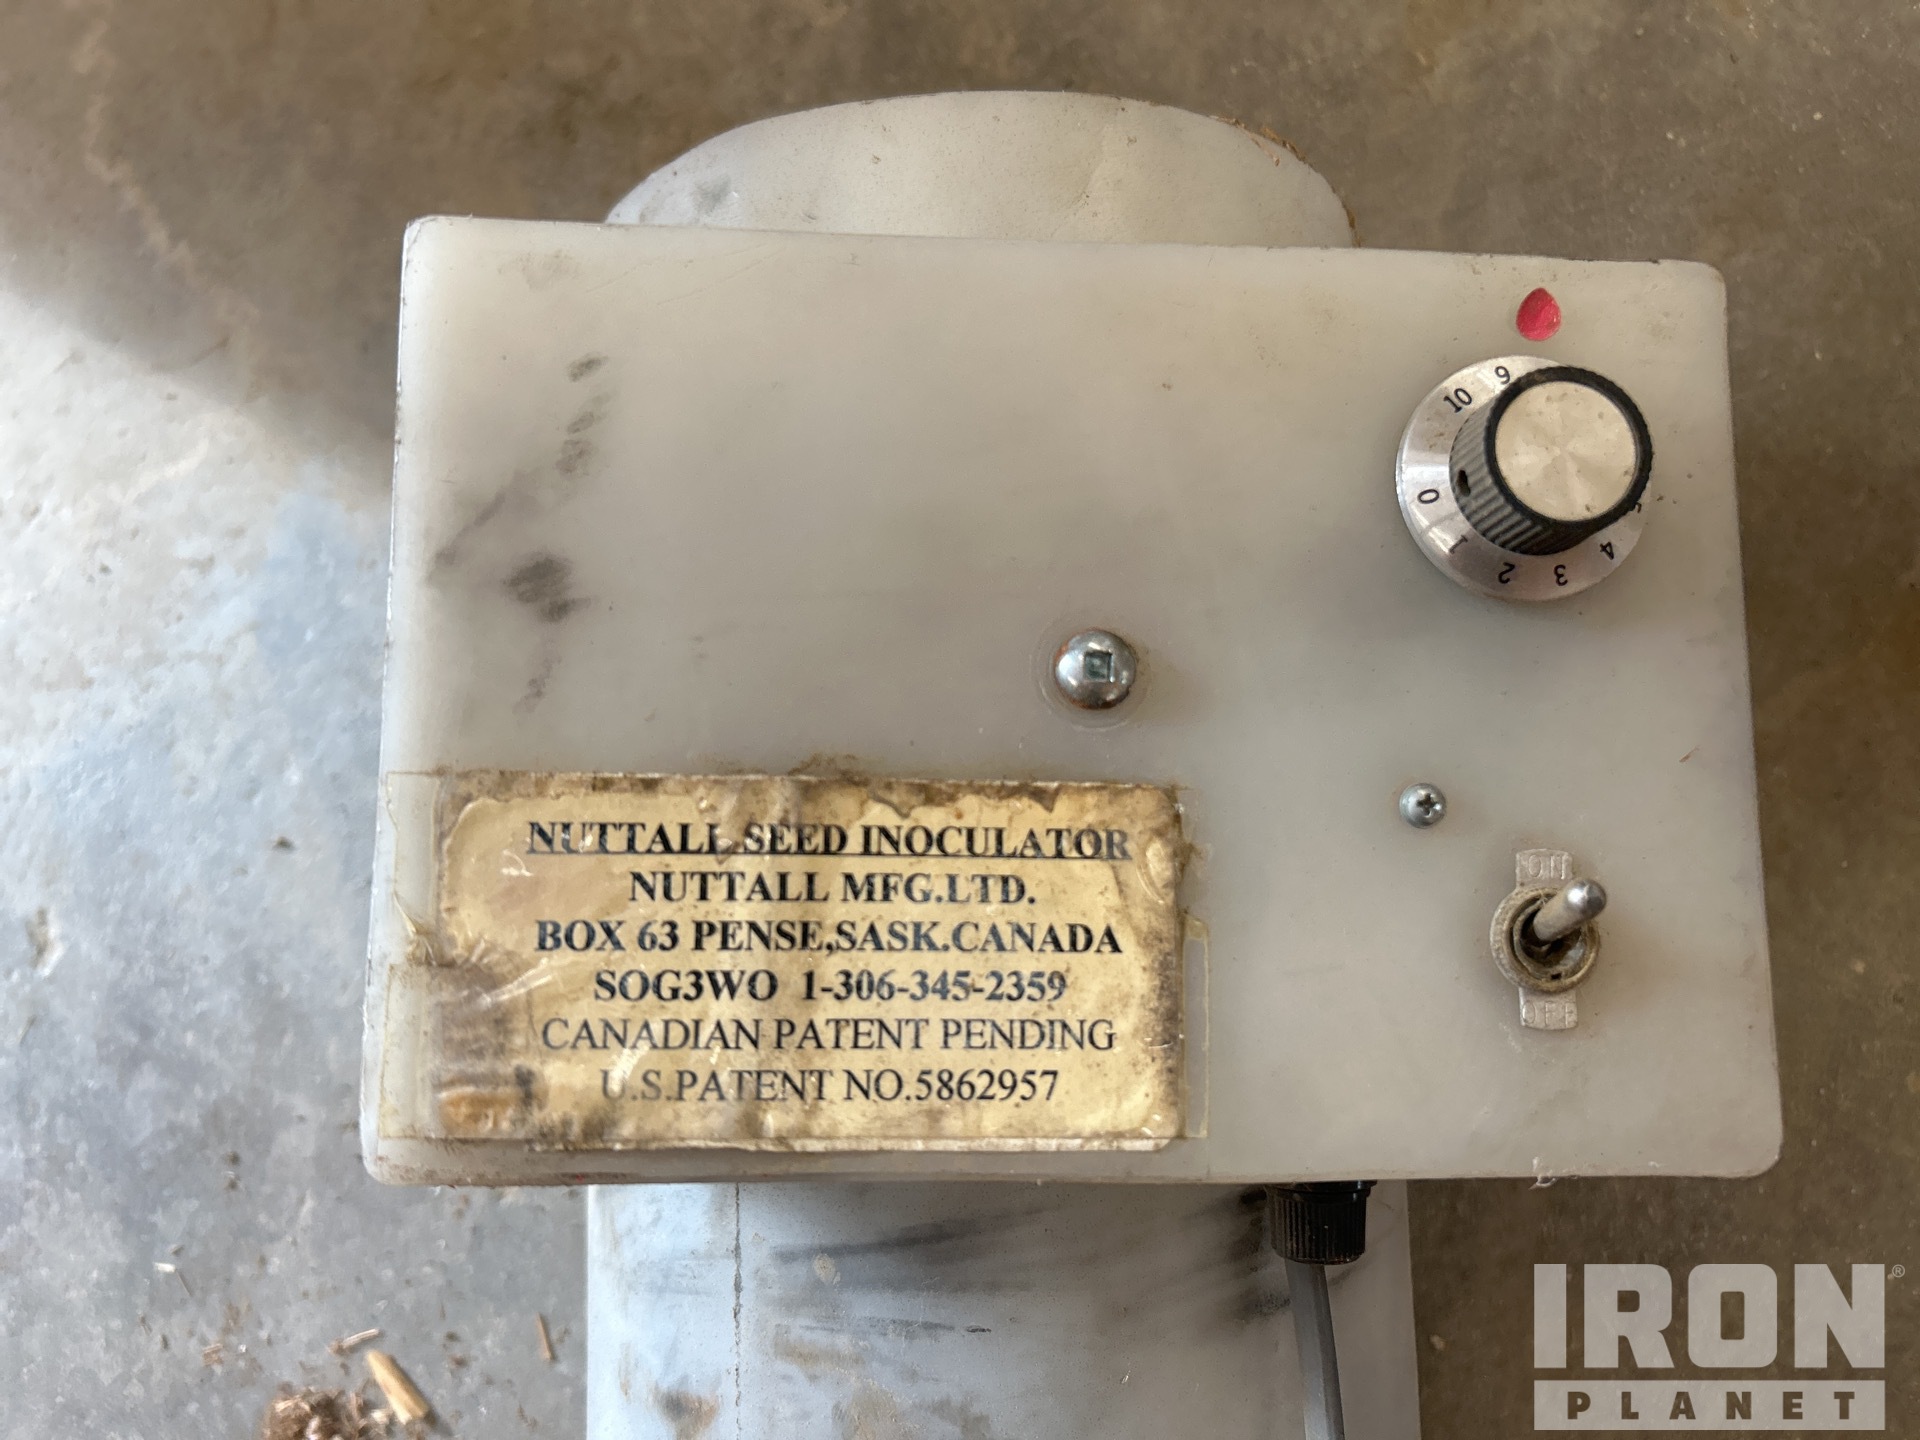 9
10
0
1
2
3
4
5
NUTTALL SEED INOCULATOR
NUTTALL MFG.LTD.
BOX 63 PENSE,SASK.CANADA
SOG3WO 1-306-345-2359
CANADIAN PATENT PENDING
U.S.PATENT NO.5862957
ON
OFF
IRON®
PLANET